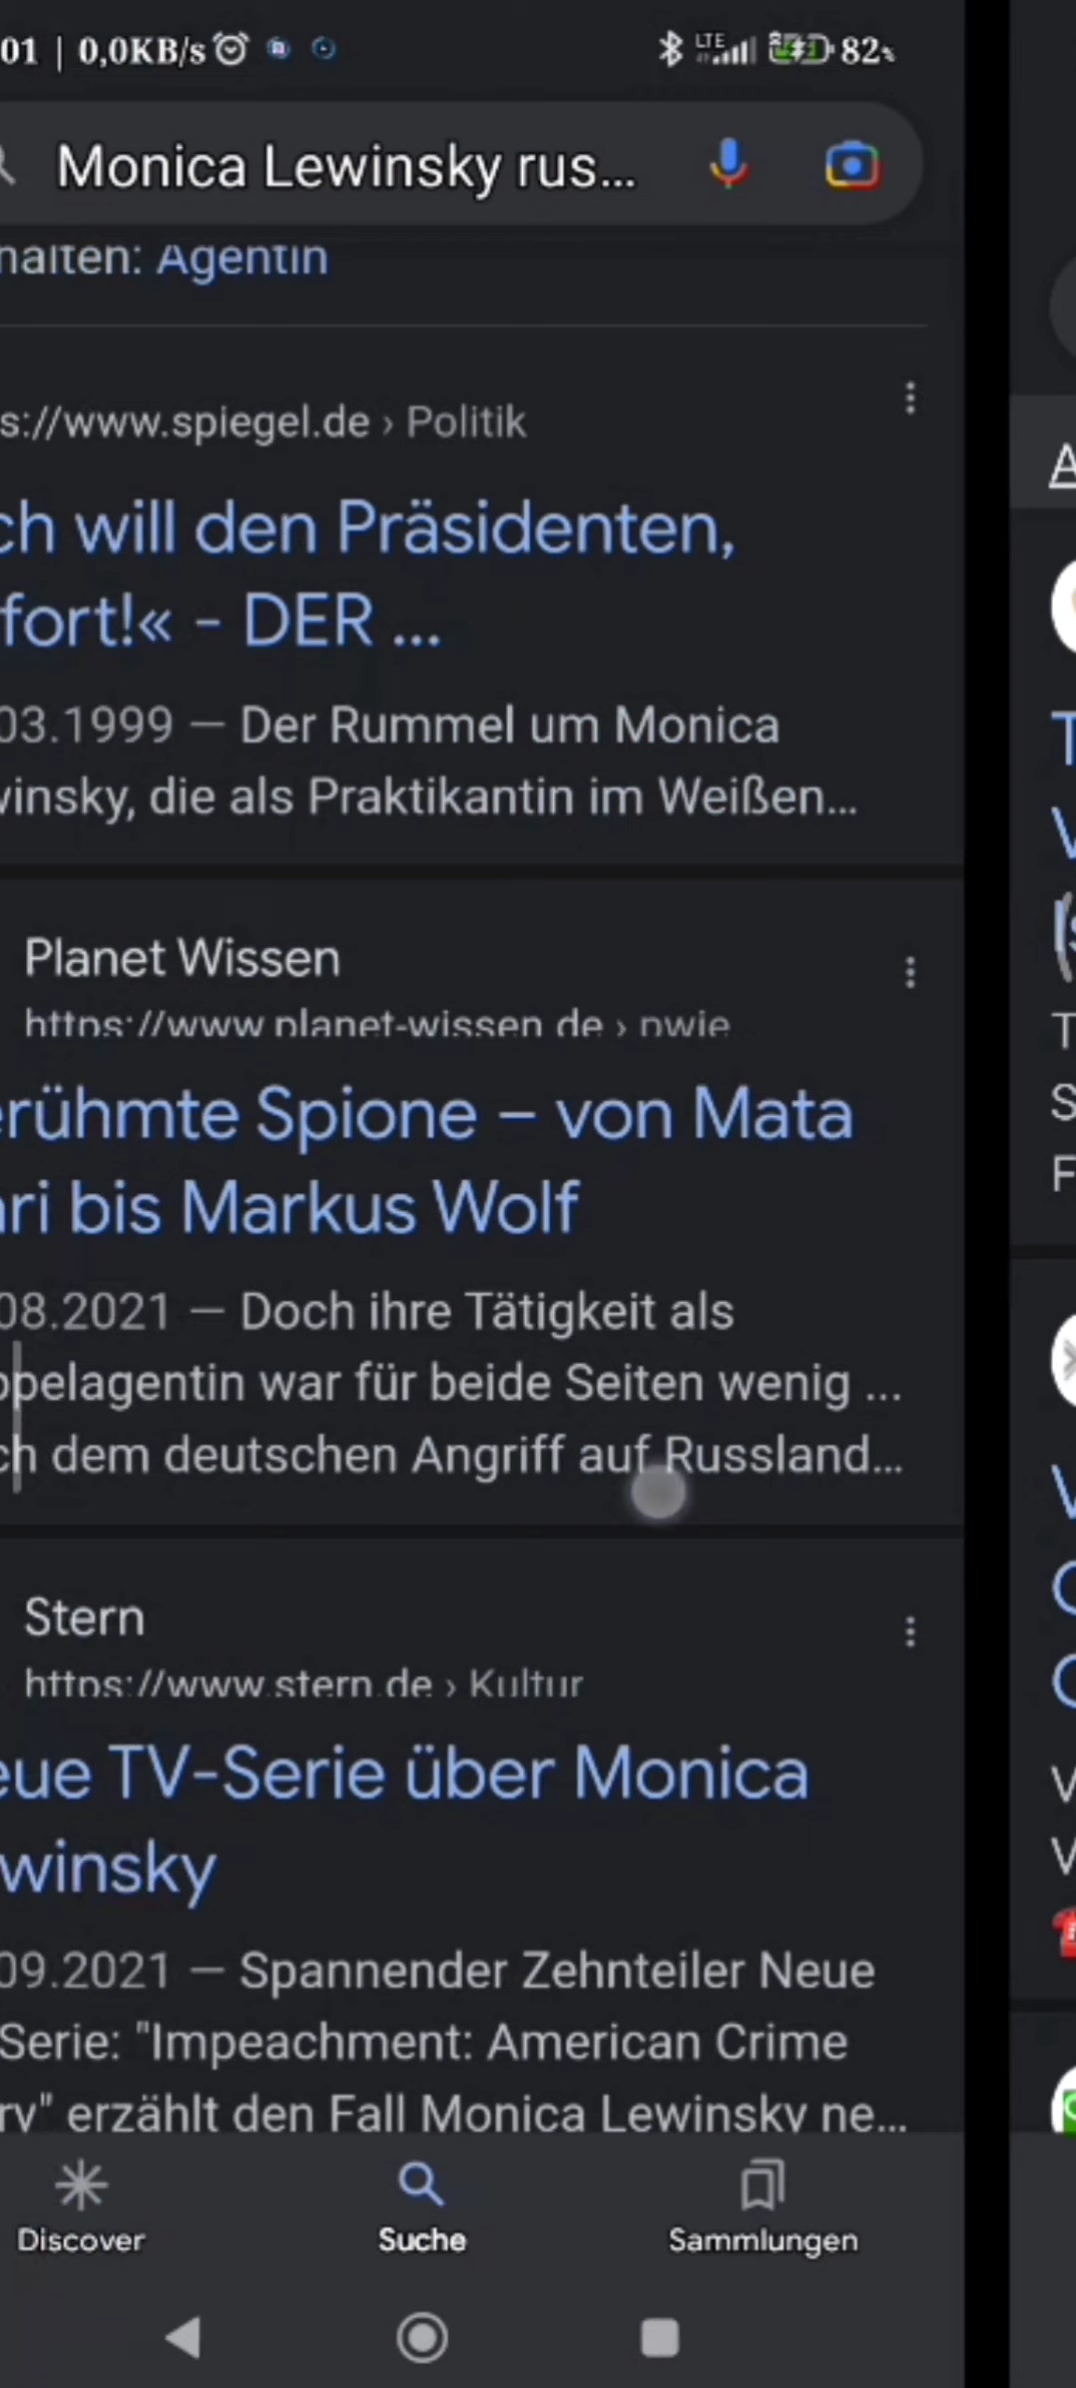 01 | 0,0KB/s LTE 82%
Monica Lewinsky rus...
halten: Agentin
s://www.spiegel.de › Politik
ch will den Präsidenten,
fort!« - DER ...
03.1999 — Der Rummel um Monica
winsky, die als Praktikantin im Weißen...
Planet Wissen
https://www.planet-wissen.de › pwie
erühmte Spione – von Mata
ari bis Markus Wolf
08.2021 — Doch ihre Tätigkeit als
ppelagentin war für beide Seiten wenig ...
ch dem deutschen Angriff auf Russland...
Stern
https://www.stern.de › Kultur
eue TV-Serie über Monica
winsky
09.2021 — Spannender Zehnteiler Neue
Serie: "Impeachment: American Crime
ry" erzählt den Fall Monica Lewinsky ne...
Discover Suche Sammlungen
A
T
V
(s
T
S
F
V
C
C
V
V